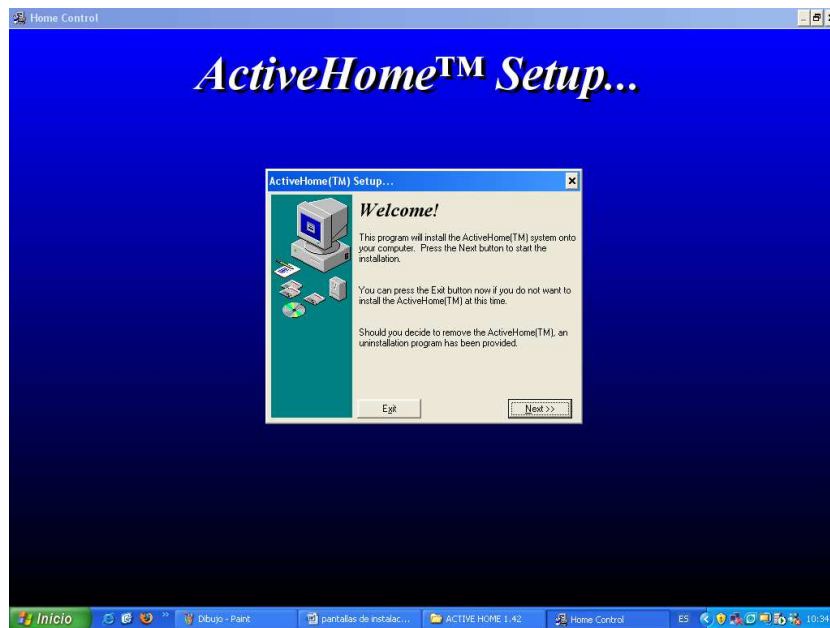 Home Control
ActiveHome™ Setup...
ActiveHome(TM) Setup...
Welcome!
This program will install the ActiveHome(TM) system onto
your computer. Press the Next button to start the
installation.
You can press the Exit button now if you do not want to
install the ActiveHome(TM) at this time.
Should you decide to remove the ActiveHome(TM), an
uninstallation program has been provided.
Exit
Next >>
Inicio
»
Dibujo - Paint
pantallas de instalac...
ACTIVE HOME 1.42
Home Control
ES
10:34